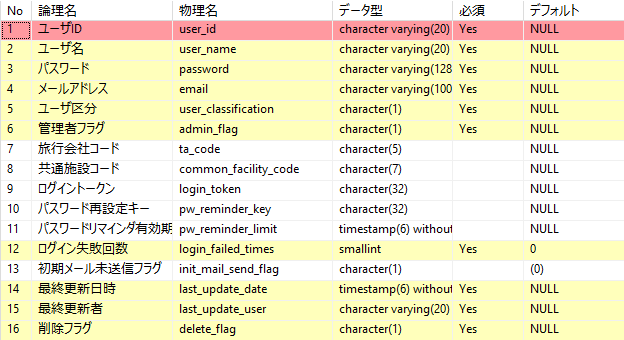 No 論理名 物理名 データ型 必須 デフォルト
1 ユーザID user_id character varying(20) Yes NULL
2 ユーザ名 user_name character varying(20) Yes NULL
3 パスワード password character varying(128 Yes NULL
4 メールアドレス email character varying(100 Yes NULL
5 ユーザ区分 user_classification character(1) Yes NULL
6 管理者フラグ admin_flag character(1) Yes NULL
7 旅行会社コード ta_code character(5) NULL
8 共通施設コード common_facility_code character(7) NULL
9 ログイントークン login_token character(32) NULL
10 パスワード再設定キー pw_reminder_key character(32) NULL
11 パスワードリマインダ有効期 pw_reminder_limit timestamp(6) without NULL
12 ログイン失敗回数 login_failed_times smallint Yes 0
13 初期メール未送信フラグ init_mail_send_flag character(1) (0)
14 最終更新日時 last_update_date timestamp(6) without Yes NULL
15 最終更新者 last_update_user character varying(20) Yes NULL
16 削除フラグ delete_flag character(1) Yes NULL